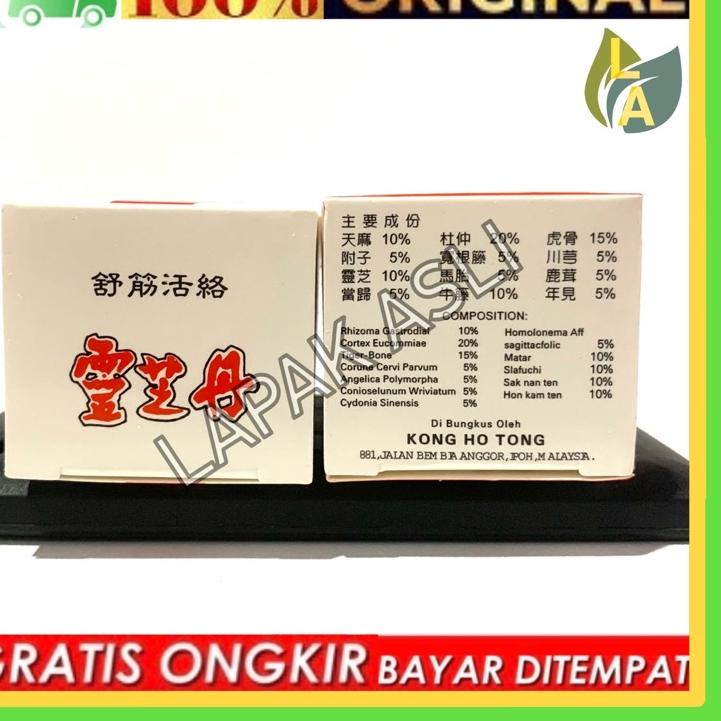 100% ORIGINAL
L
A
舒筋活絡
靈芝丹
主要成份
天麻 10% 杜仲 20% 虎骨 15%
附子 5% 寬根籐 5% 川芎 5%
靈芝 10% 馬胎 5% 鹿茸 5%
當歸 5% 牛藤 10% 年見 5%
COMPOSITION:
Rhizoma Gastrodiaf 10%
Cortex Eucommiae 20%
Tiger-Bone 15%
Corune Cervi Parvum 5%
Angelica Polymorpha 5%
Conioselunum Wriviatum 5%
Cydonia Sinensis 5%
Homolonema Aff
sagittacfolic 5%
Matar 10%
Slafuchi 10%
Sak nan ten 10%
Hon kam ten 10%
Di Bungkus Oleh
KONG HO TONG
881,JALAN BEM BIA ANGGOR,IPOH,M ALAYSIA.
LAPAK ASLI
GRATIS ONGKIR BAYAR DITEMPAT